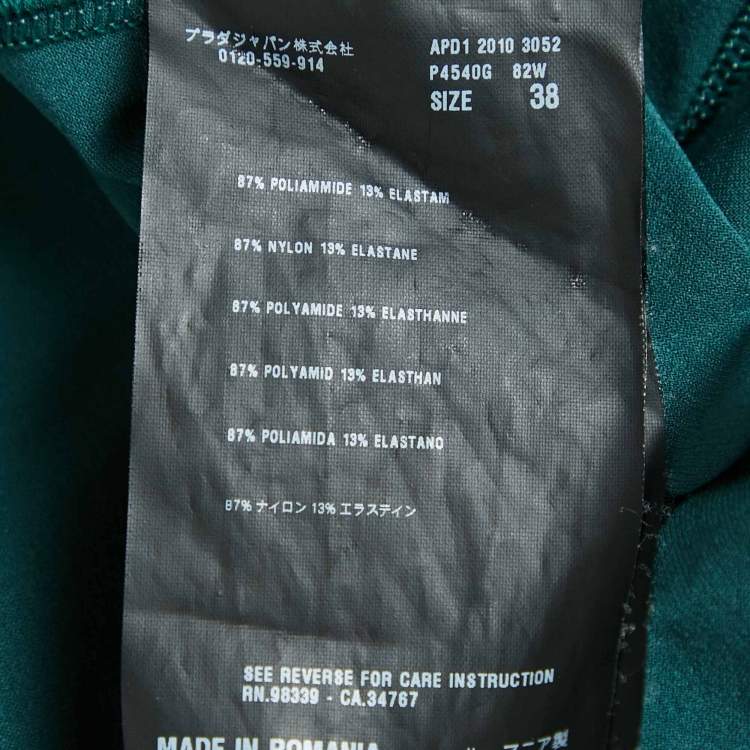 プラダジャパン株式会社
0120-559-914
APD1 2010 3052
P4540G 82W
SIZE 38
87% POLIAMMIDE 13% ELASTAM
87% NYLON 13% ELASTANE
87% POLYAMIDE 13% ELASTHANNE
87% POLYAMID 13% ELASTHAN
87% POLIAMIDA 13% ELASTANO
87% ナイロン 13% エラステイン
SEE REVERSE FOR CARE INSTRUCTION
RN.98339 - CA.34767
MADE IN ROMANIA